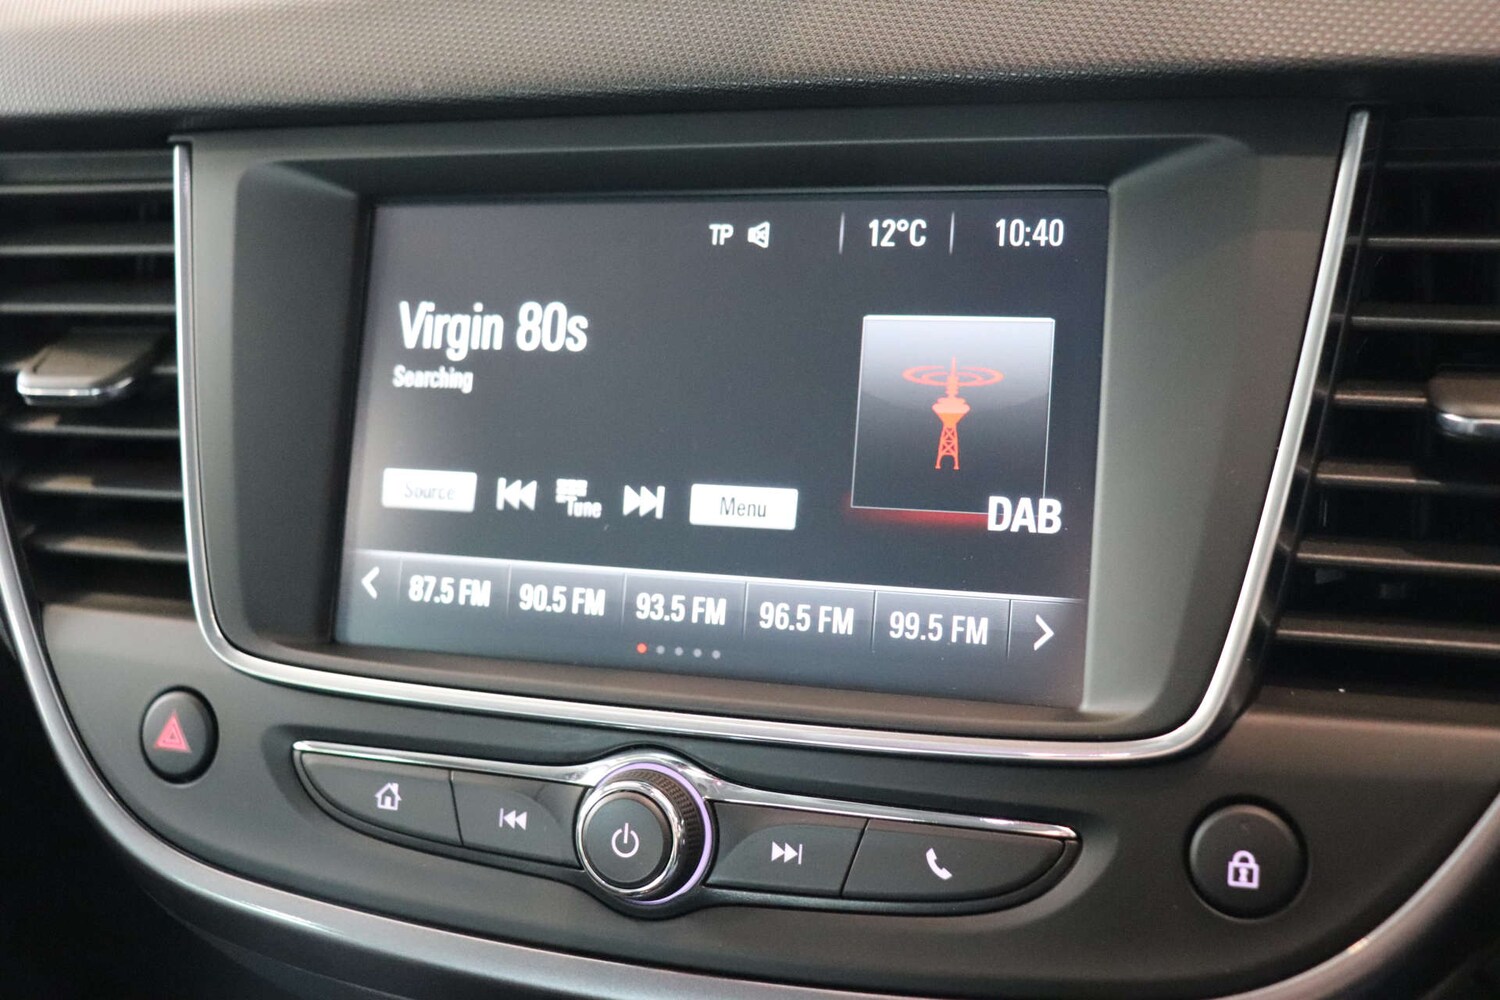 TP 12°C 10:40
Virgin 80s
Searching
Source Tune Menu
DAB
87.5 FM 90.5 FM 93.5 FM 96.5 FM 99.5 FM